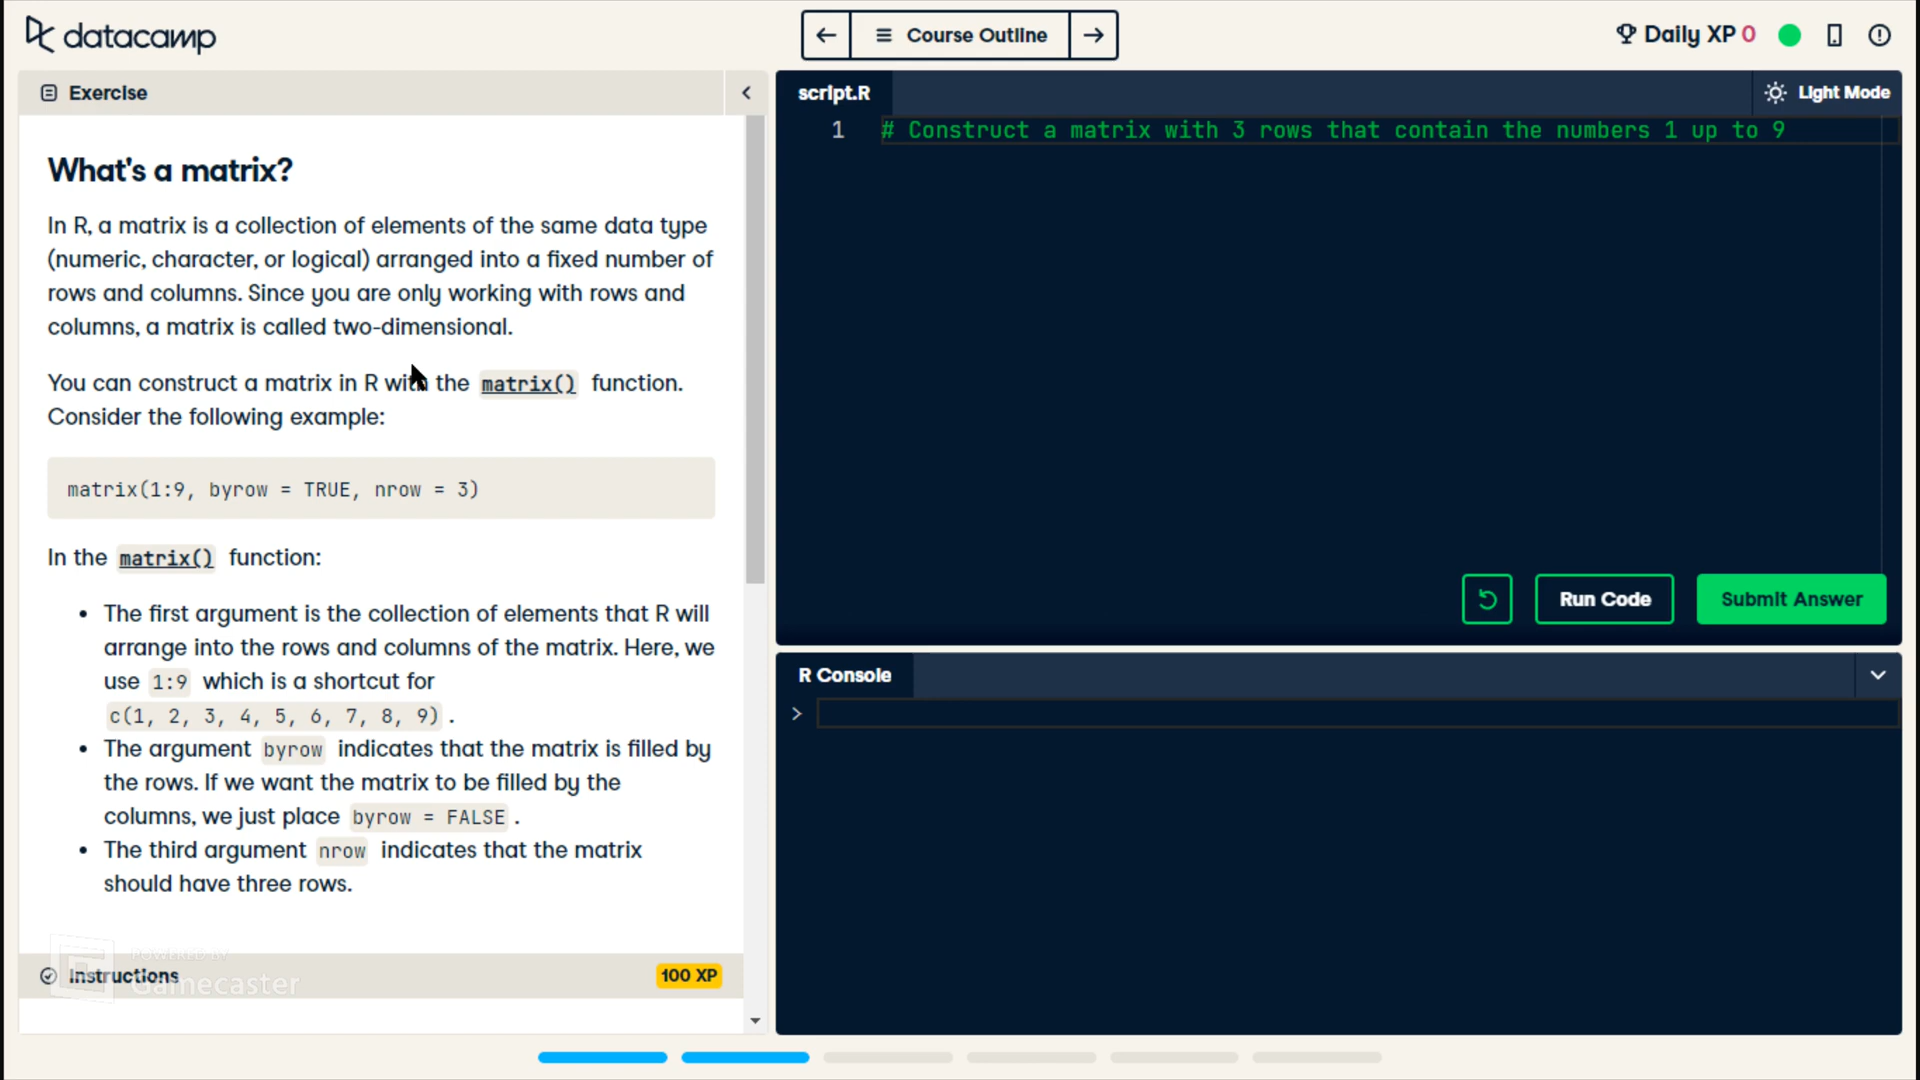 datacamp
Course Outline
Daily XP 0
Exercise
script.R
Light Mode
1 # Construct a matrix with 3 rows that contain the numbers 1 up to 9
What's a matrix?
In R, a matrix is a collection of elements of the same data type
(numeric, character, or logical) arranged into a fixed number of
rows and columns. Since you are only working with rows and
columns, a matrix is called two-dimensional.
You can construct a matrix in R with the matrix() function.
Consider the following example:
matrix(1:9, byrow = TRUE, nrow = 3)
In the matrix() function:
• The first argument is the collection of elements that R will
arrange into the rows and columns of the matrix. Here, we
use 1:9 which is a shortcut for
c(1, 2, 3, 4, 5, 6, 7, 8, 9) .
• The argument byrow indicates that the matrix is filled by
the rows. If we want the matrix to be filled by the
columns, we just place byrow = FALSE .
• The third argument nrow indicates that the matrix
should have three rows.
Instructions
100 XP
POWERED BY
Gamecaster
Run Code
Submit Answer
R Console
>